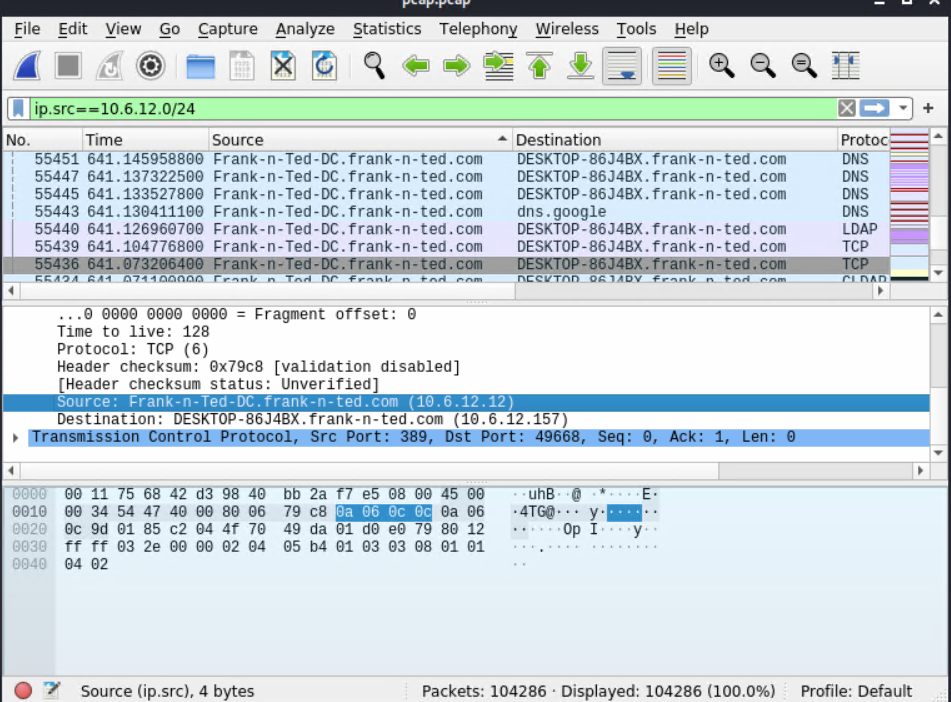 pcap.pcap
File Edit View Go Capture Analyze Statistics Telephony Wireless Tools Help
ip.src==10.6.12.0/24
No. Time Source Destination Protoc
55451 641.145958800 Frank-n-Ted-DC.frank-n-ted.com DESKTOP-86J4BX.frank-n-ted.com DNS
55447 641.137322500 Frank-n-Ted-DC.frank-n-ted.com DESKTOP-86J4BX.frank-n-ted.com DNS
55445 641.133527800 Frank-n-Ted-DC.frank-n-ted.com DESKTOP-86J4BX.frank-n-ted.com DNS
55443 641.130411100 Frank-n-Ted-DC.frank-n-ted.com dns.google DNS
55440 641.126960700 Frank-n-Ted-DC.frank-n-ted.com DESKTOP-86J4BX.frank-n-ted.com LDAP
55439 641.104776800 Frank-n-Ted-DC.frank-n-ted.com DESKTOP-86J4BX.frank-n-ted.com TCP
55436 641.073206400 Frank-n-Ted-DC.frank-n-ted.com DESKTOP-86J4BX.frank-n-ted.com TCP
55434 641.071100900 Frank-n-Ted-DC.frank-n-ted.com DESKTOP-86J4BX.frank-n-ted.com CLDAP
...0 0000 0000 0000 = Fragment offset: 0
Time to live: 128
Protocol: TCP (6)
Header checksum: 0x79c8 [validation disabled]
[Header checksum status: Unverified]
Source: Frank-n-Ted-DC.frank-n-ted.com (10.6.12.12)
Destination: DESKTOP-86J4BX.frank-n-ted.com (10.6.12.157)
Transmission Control Protocol, Src Port: 389, Dst Port: 49668, Seq: 0, Ack: 1, Len: 0
0000 00 11 75 68 42 d3 98 40 bb 2a f7 e5 08 00 45 00 ··uhB··@ ·*····E·
0010 00 34 54 47 40 00 80 06 79 c8 0a 06 0c 0c 0a 06 ·4TG@··· y·······
0020 0c 9d 01 85 c2 04 4f 70 49 da 01 d0 e0 79 80 12 ······Op I····y··
0030 ff ff 03 2e 00 00 02 04 05 b4 01 03 03 08 01 01 ···.···· ········
0040 04 02 ··
Source (ip.src), 4 bytes Packets: 104286 · Displayed: 104286 (100.0%) Profile: Default